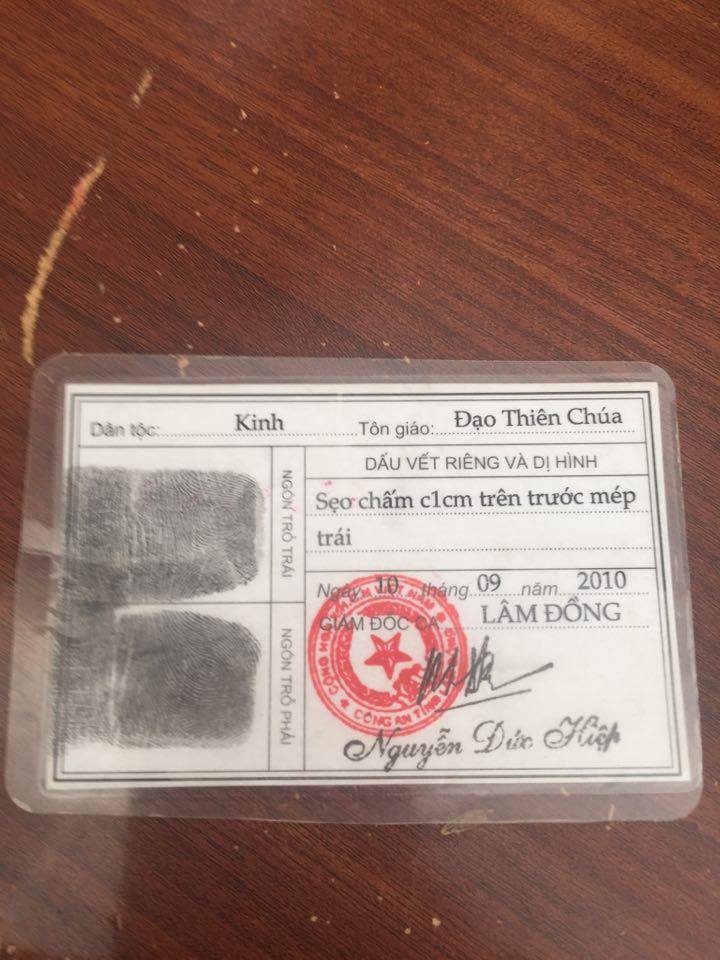 Dân tộc: Kinh Tôn giáo: Đạo Thiên Chúa
NGÓN TRỎ TRÁI
DẤU VẾT RIÊNG VÀ DỊ HÌNH
Sẹo chấm c1cm trên trước mép
trái
Ngày 10 tháng 09 năm 2010
GIÁM ĐỐC CA LÂM ĐỒNG
NGÓN TRỎ PHẢI
CÔNG AN TỈNH
Nguyễn Đức Hiệp